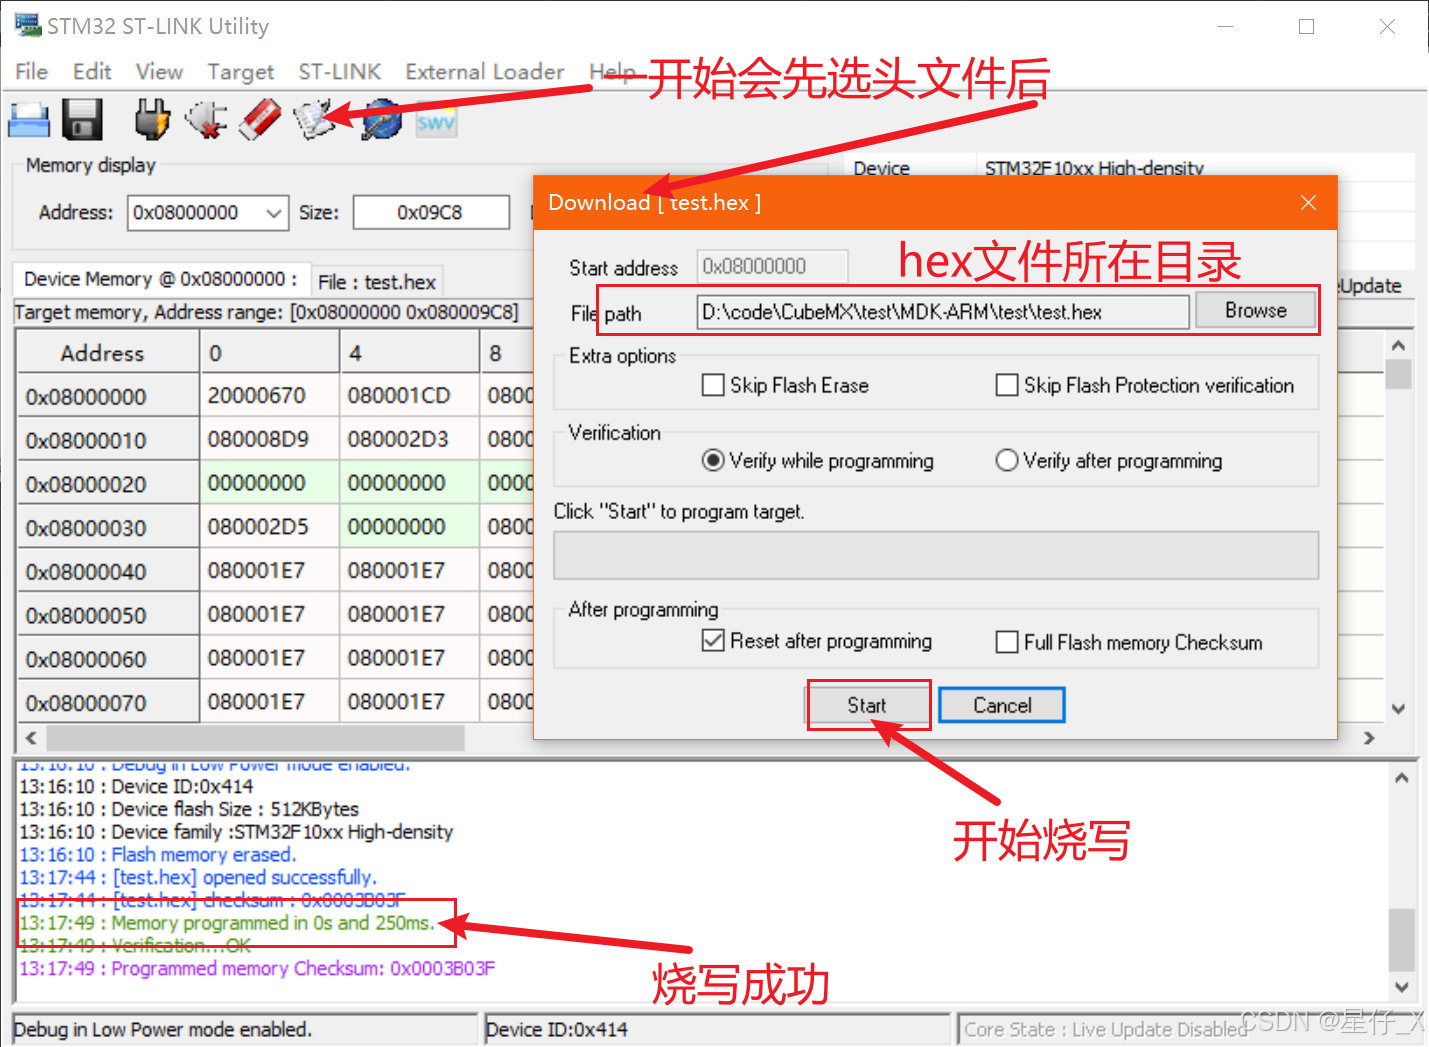 STM32 ST-LINK Utility
File Edit View Target ST-LINK External Loader Help
开始会先选头文件后
SWV
Memory display
Device STM32F10xx High-density
Address: 0x08000000 Size: 0x09C8
Download [ test.hex ]
hex文件所在目录
Start address 0x08000000
Device Memory @ 0x08000000 : File : test.hex
Update
File path D:\code\CubeMX\test\MDK-ARM\test\test.hex Browse
Target memory, Address range: [0x08000000 0x080009C8]
Address 0 4 8
Extra options
Skip Flash Erase Skip Flash Protection verification
0x08000000 20000670 080001CD 0800
0x08000010 080008D9 080002D3 0800
Verification
Verify while programming Verify after programming
0x08000020 00000000 00000000 0000
Click "Start" to program target.
0x08000030 080002D5 00000000 0800
0x08000040 080001E7 080001E7 0800
0x08000050 080001E7 080001E7 0800
After programming
Reset after programming Full Flash memory Checksum
0x08000060 080001E7 080001E7 0800
0x08000070 080001E7 080001E7 0800
Start Cancel
开始烧写
13:16:10 : Debug in Low Power mode enabled.
13:16:10 : Device ID:0x414
13:16:10 : Device flash Size : 512KBytes
13:16:10 : Device family :STM32F10xx High-density
13:16:10 : Flash memory erased.
13:17:44 : [test.hex] opened successfully.
13:17:44 : [test.hex] checksum : 0x0003B03F
13:17:49 : Memory programmed in 0s and 250ms.
13:17:49 : Verification...OK
13:17:49 : Programmed memory Checksum: 0x0003B03F
烧写成功
Debug in Low Power mode enabled. Device ID:0x414 Core State : Live Update Disabled
CSDN @星仔_X